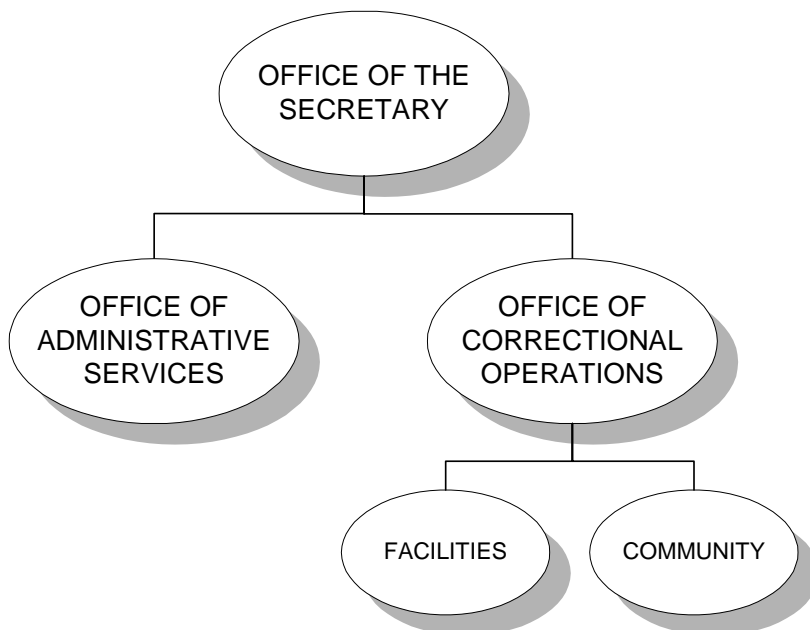 OFFICE OF THE
SECRETARY
OFFICE OF
ADMINISTRATIVE
SERVICES
OFFICE OF
CORRECTIONAL
OPERATIONS
FACILITIES
COMMUNITY